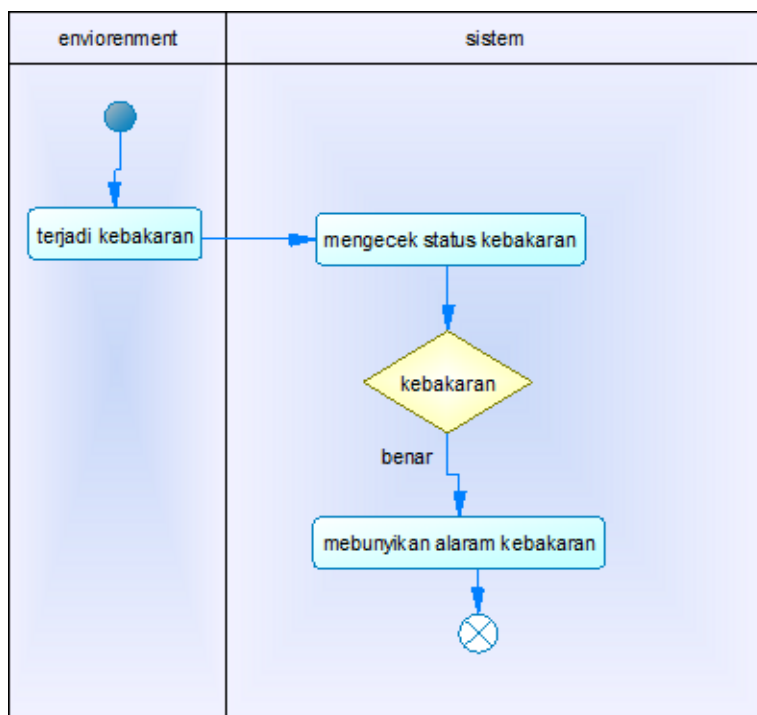 enviorenment
sistem
terjadi kebakaran
mengecek status kebakaran
kebakaran
benar
mebunyikan alaram kebakaran